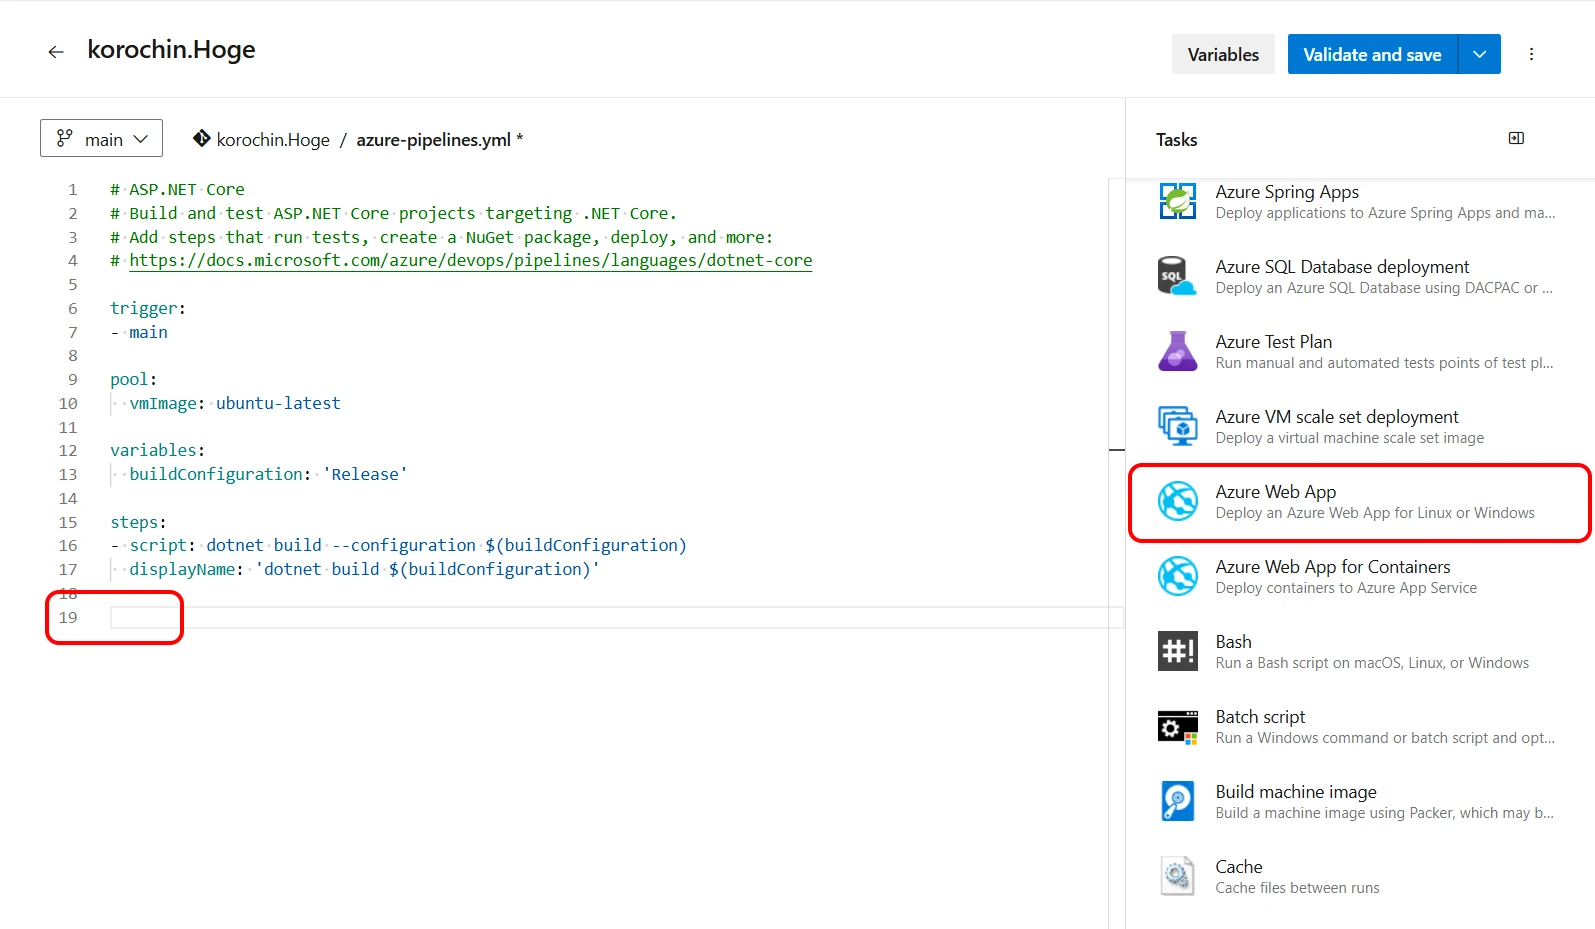 korochin.Hoge
Variables
Validate and save
main
korochin.Hoge / azure-pipelines.yml *
1 # ASP.NET Core
2 # Build and test ASP.NET Core projects targeting .NET Core.
3 # Add steps that run tests, create a NuGet package, deploy, and more:
4 # https://docs.microsoft.com/azure/devops/pipelines/languages/dotnet-core
5
6 trigger:
7 - main
8
9 pool:
10   vmImage: ubuntu-latest
11
12 variables:
13   buildConfiguration: 'Release'
14
15 steps:
16 - script: dotnet build --configuration $(buildConfiguration)
17   displayName: 'dotnet build $(buildConfiguration)'
18
19
Tasks
Azure Spring Apps
Deploy applications to Azure Spring Apps and ma...
Azure SQL Database deployment
Deploy an Azure SQL Database using DACPAC or ...
Azure Test Plan
Run manual and automated tests points of test pl...
Azure VM scale set deployment
Deploy a virtual machine scale set image
Azure Web App
Deploy an Azure Web App for Linux or Windows
Azure Web App for Containers
Deploy containers to Azure App Service
#!
Bash
Run a Bash script on macOS, Linux, or Windows
Batch script
Run a Windows command or batch script and opt...
Build machine image
Build a machine image using Packer, which may b...
Cache
Cache files between runs
SQL